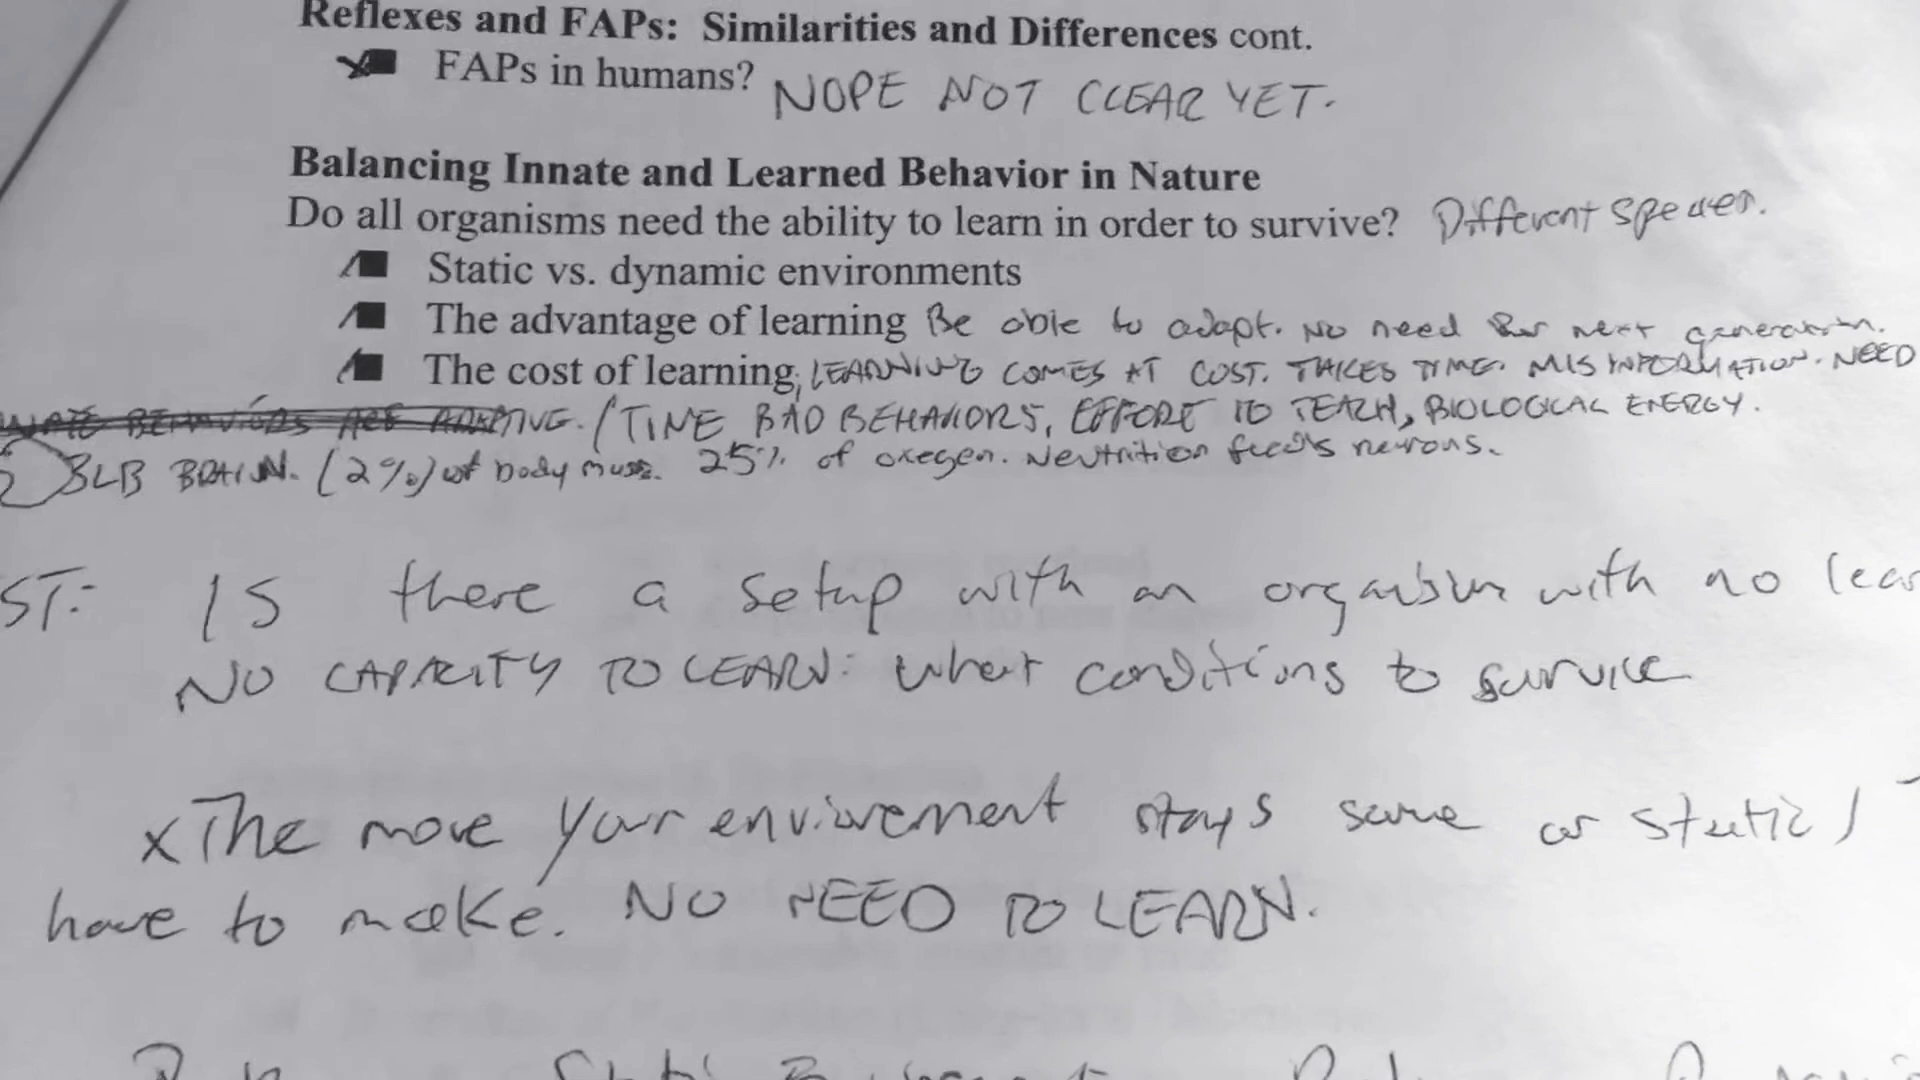 Reflexes and FAPs: Similarities and Differences cont.
FAPs in humans? NOPE NOT CLEAR YET.
Balancing Innate and Learned Behavior in Nature
Do all organisms need the ability to learn in order to survive? Different
Static vs. dynamic environments
The advantage of learning Be able to adapt. No need next generation.
The cost of learning, LEARNING COMES AT COST. TAKES TIME. MISINFORMATION. NEED
BEHAVIORS ARE / TIME BAD BEHAVIORS, EFFORT TO TEACH, BIOLOGICAL ENERGY.
3LB BRAIN. (2%) of body mass. 25% of oxegen. Neutrition feeds neurons.
ST: IS there a setup with an organism with no
NO CAPACITY TO LEARN: what conditions to
x The more your envirement stays same or static
have to make. NO NEED TO LEARN.